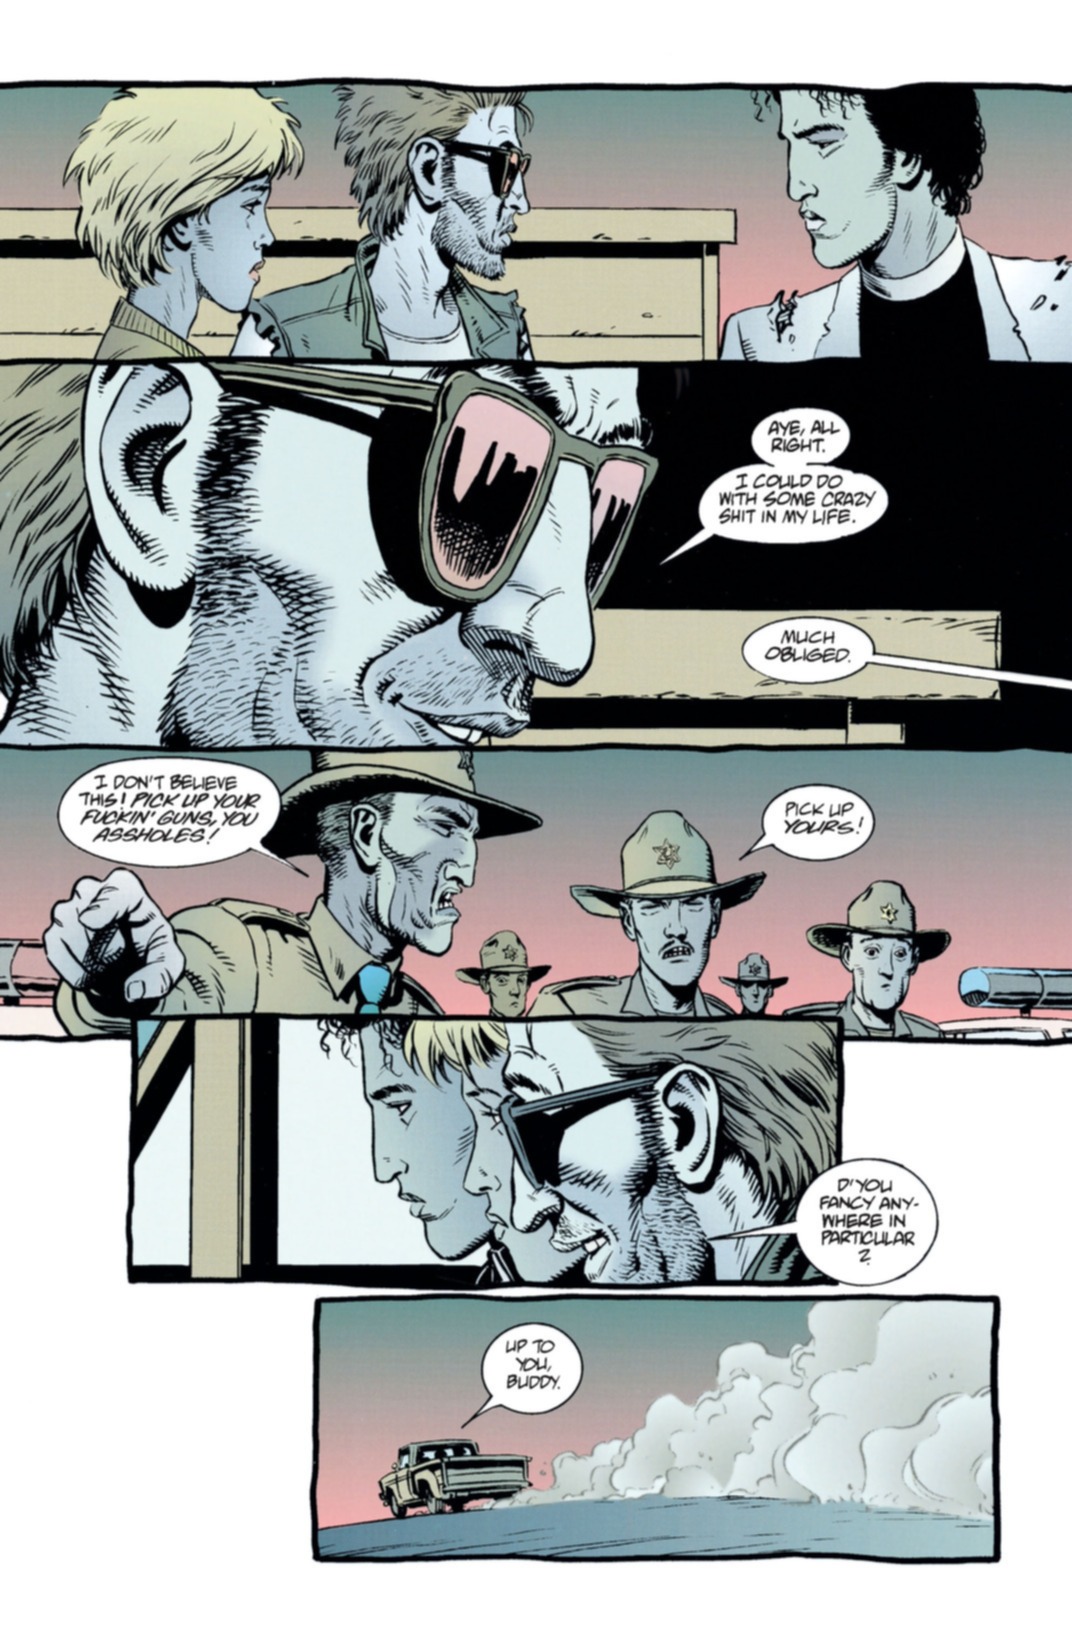 AYE, ALL
RIGHT.
I COULD DO
WITH SOME CRAZY
SHIT IN MY LIFE.
MUCH
OBLIGED.
I DON'T BELIEVE
THIS! PICK UP YOUR
FUCKIN' GUNS, YOU
ASSHOLES!
PICK UP
YOURS!
D'YOU
FANCY ANY-
WHERE IN
PARTICULAR
?
UP TO
YOU,
BUDDY.